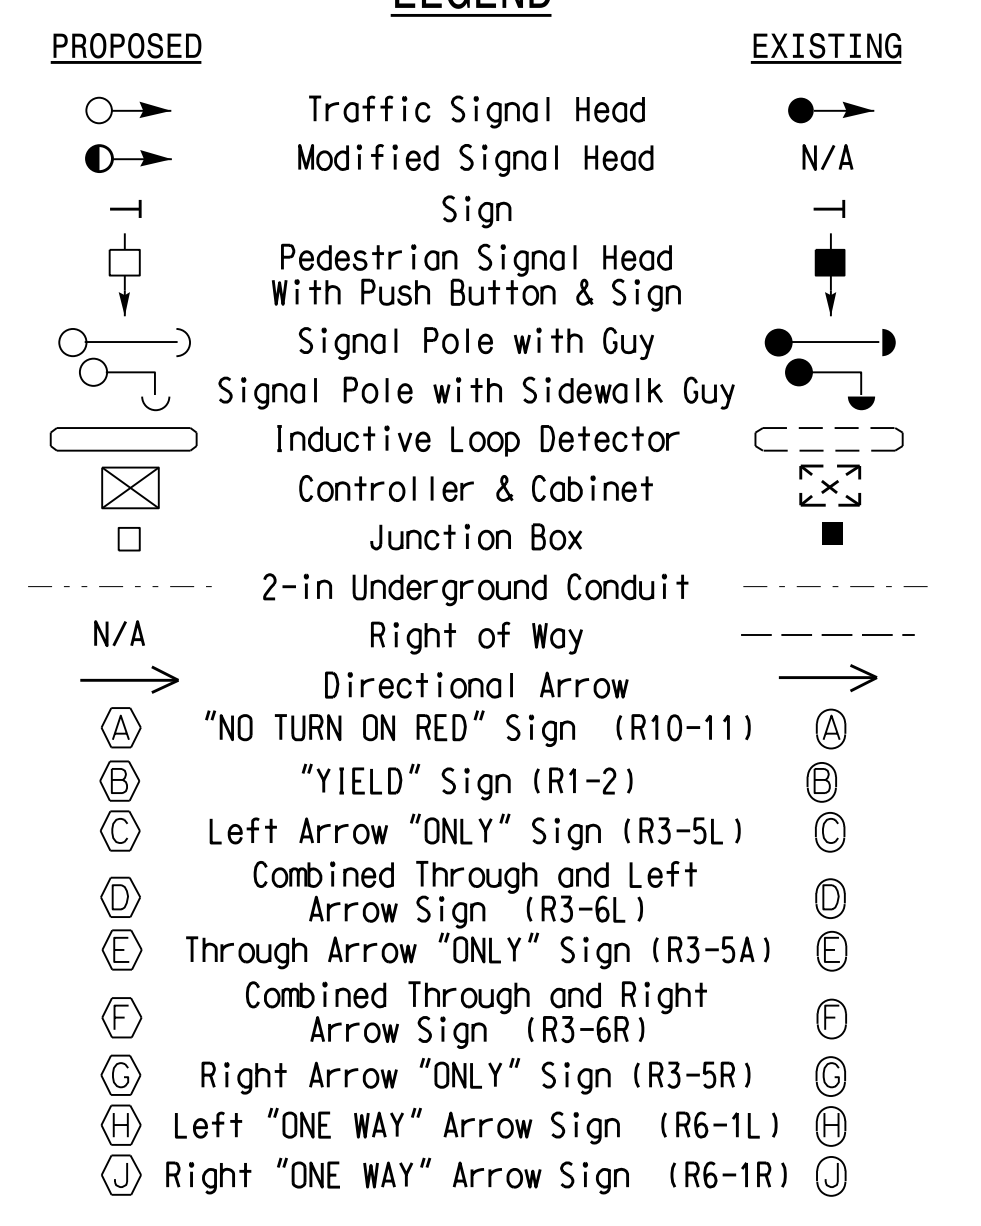 LEGEND
PROPOSED EXISTING
Traffic Signal Head
Modified Signal Head N/A
Sign
Pedestrian Signal Head
With Push Button & Sign
Signal Pole with Guy
Signal Pole with Sidewalk Guy
Inductive Loop Detector
Controller & Cabinet
Junction Box
2-in Underground Conduit
N/A Right of Way
Directional Arrow
A "NO TURN ON RED" Sign (R10-11) A
B "YIELD" Sign (R1-2) B
C Left Arrow "ONLY" Sign (R3-5L) C
Combined Through and Left
D Arrow Sign (R3-6L) D
E Through Arrow "ONLY" Sign (R3-5A) E
Combined Through and Right
F Arrow Sign (R3-6R) F
G Right Arrow "ONLY" Sign (R3-5R) G
H Left "ONE WAY" Arrow Sign (R6-1L) H
J Right "ONE WAY" Arrow Sign (R6-1R) J